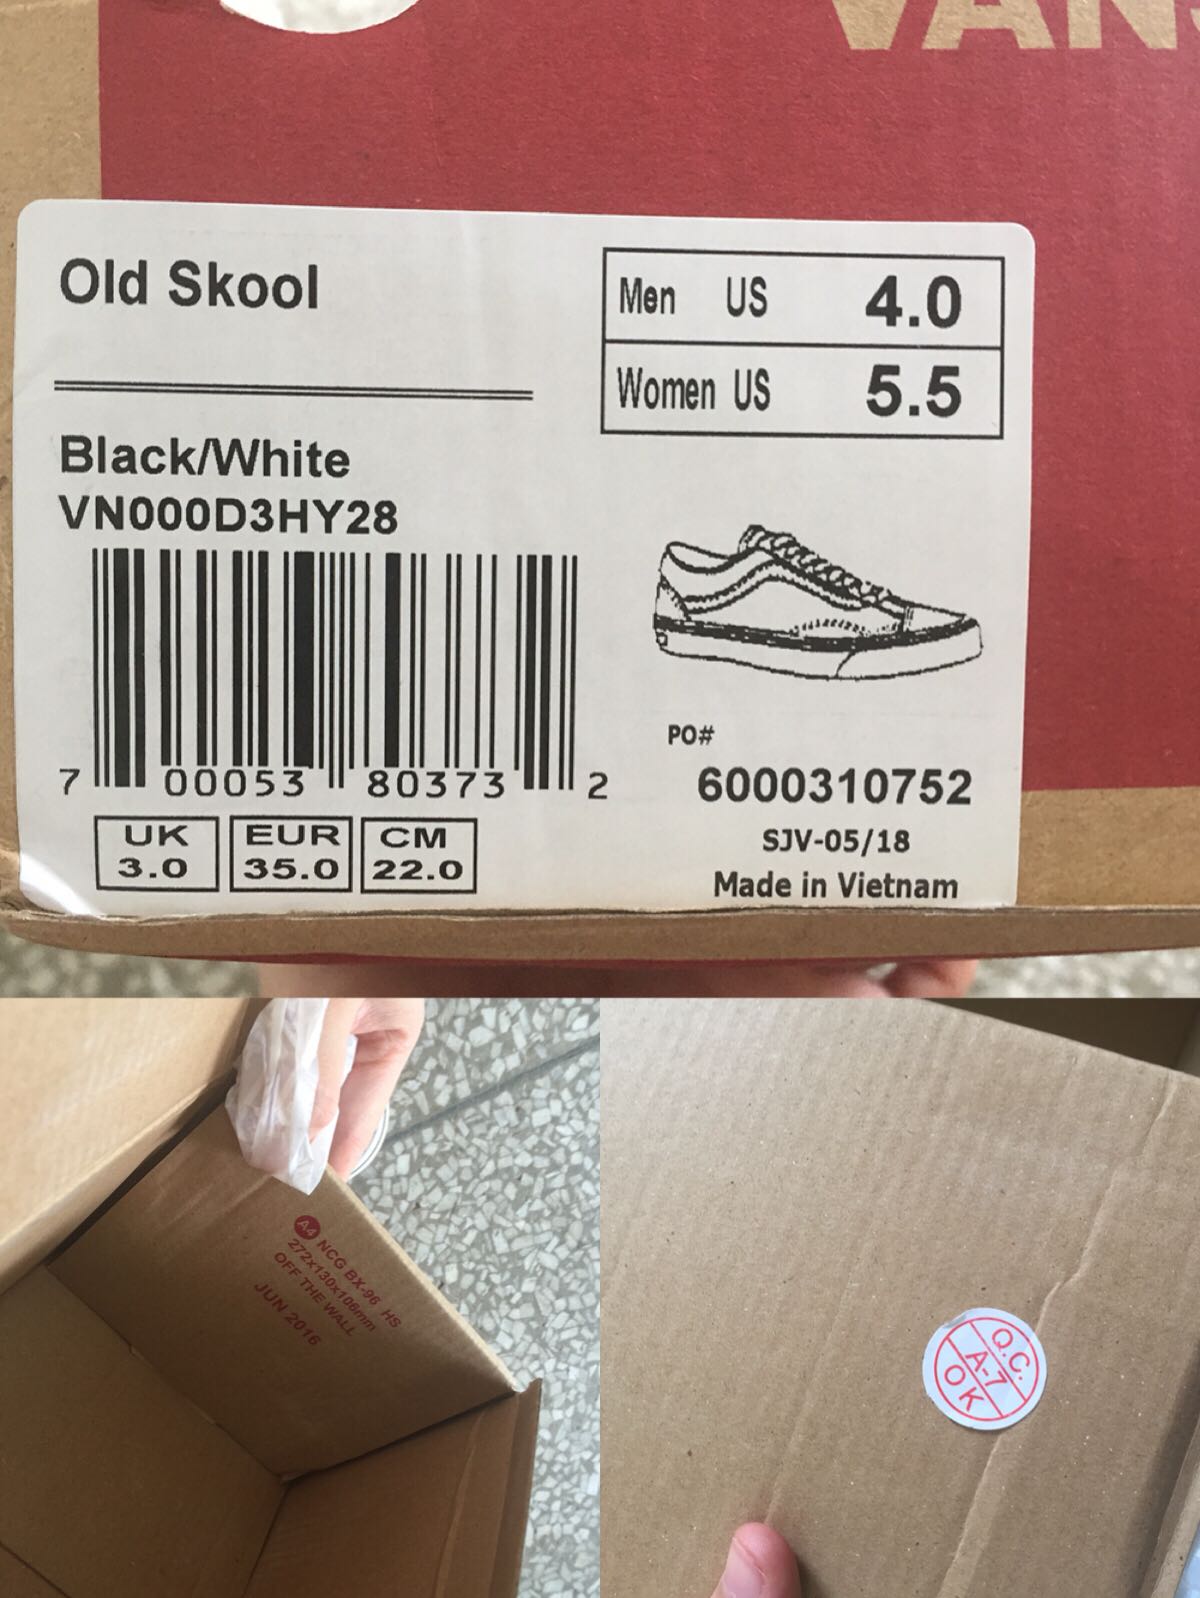 VANS
Old Skool
Men US 4.0
Women US 5.5
Black/White
VN000D3HY28
7 00053 80373 2
UK 3.0
EUR 35.0
CM 22.0
PO#
6000310752
SJV-05/18
Made in Vietnam
A4 NCG BX-96 HS
272x130x106mm
OFF THE WALL
JUN 2016
Q.C.
A-7
OK